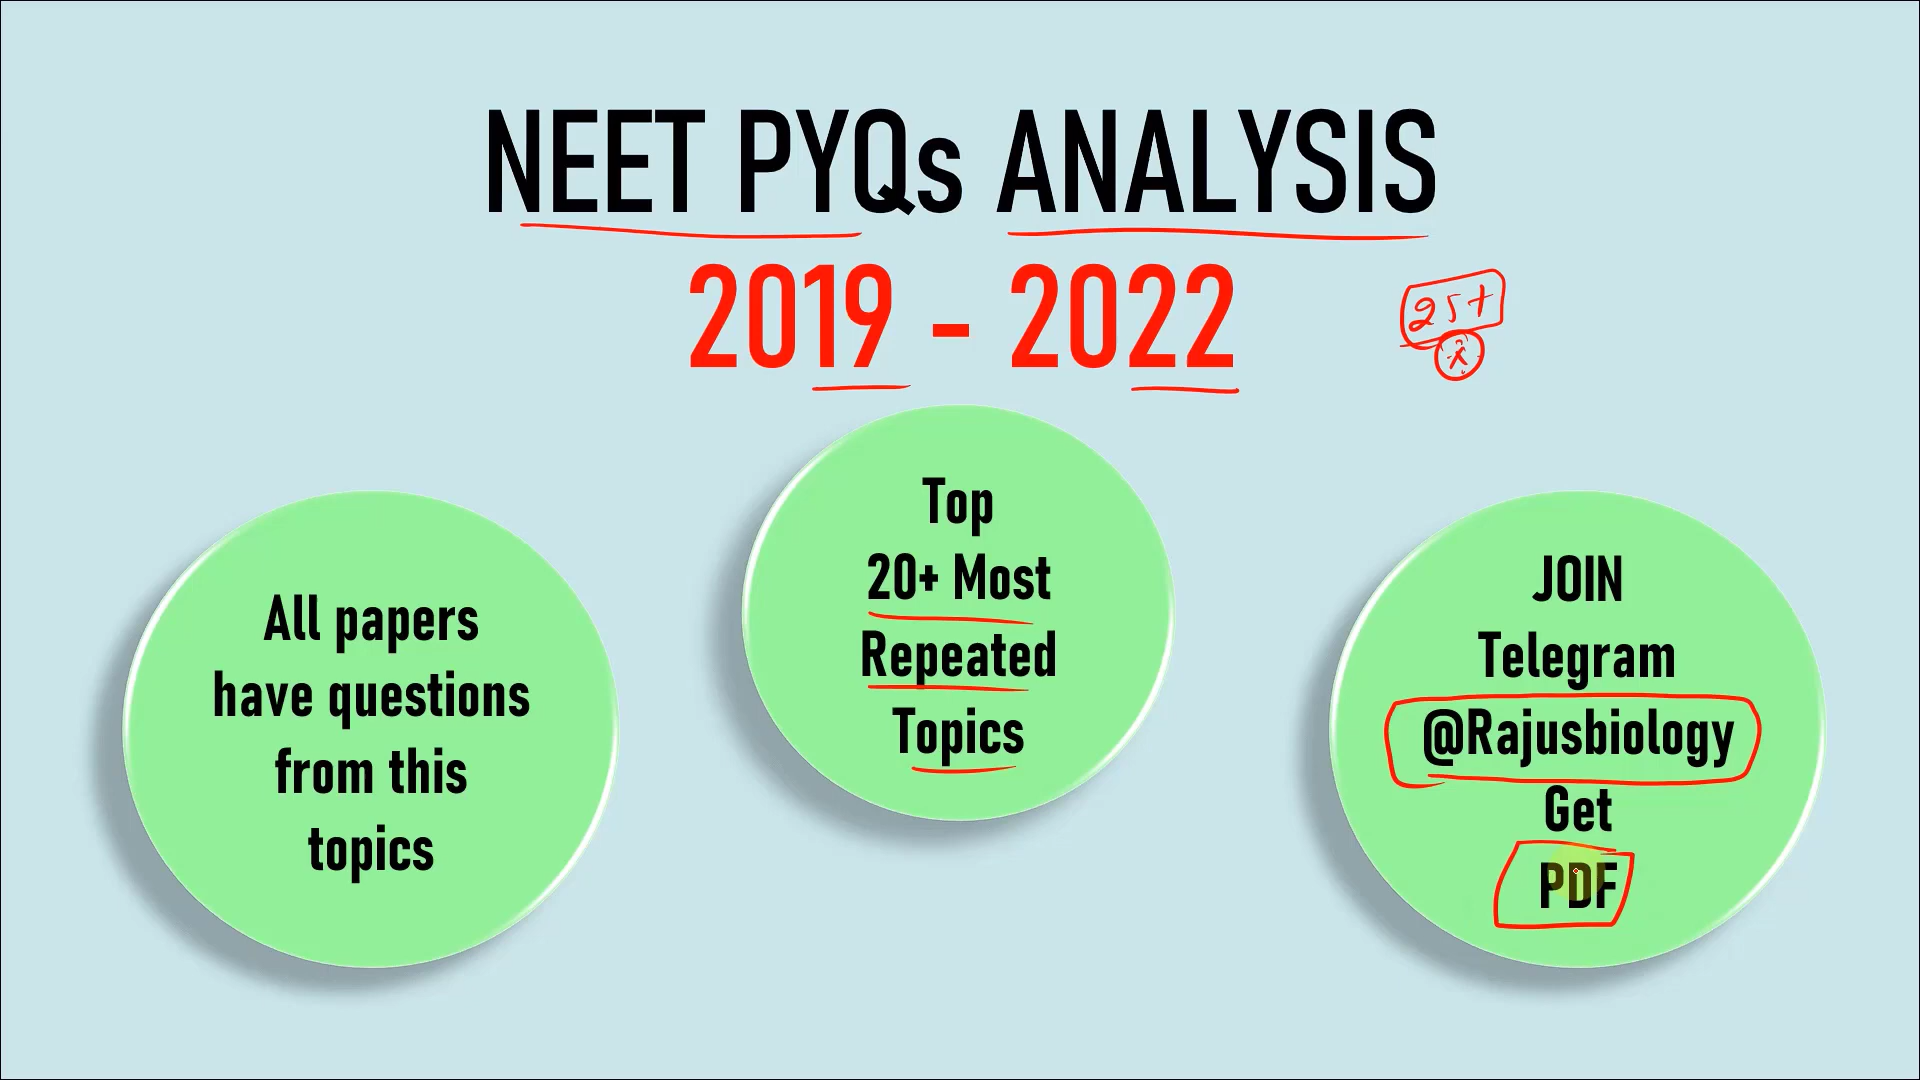 NEET PYQs ANALYSIS
2019 - 2022
25+
All papers
have questions
from this
topics
Top
20+ Most
Repeated
Topics
JOIN
Telegram
@Rajusbiology
Get
PDF